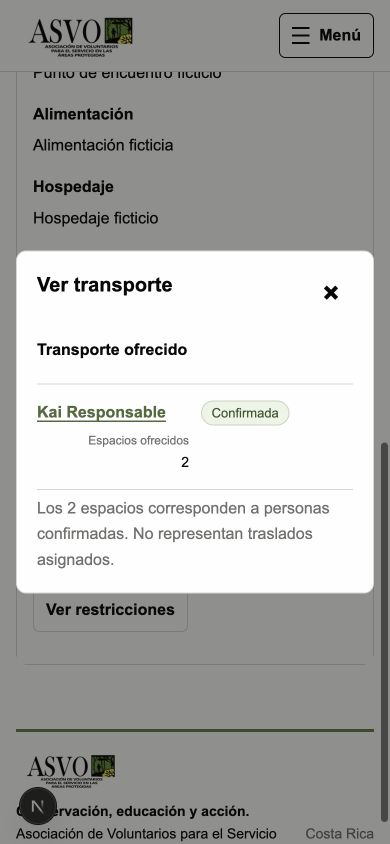 ASVO
ASOCIACIÓN DE VOLUNTARIOS
PARA EL SERVICIO EN LAS
ÁREAS PROTEGIDAS
Menú
Punto de encuentro ficticio
Alimentación
Alimentación ficticia
Hospedaje
Hospedaje ficticio
Ver transporte
Transporte ofrecido
Kai Responsable
Confirmada
Espacios ofrecidos
2
Los 2 espacios corresponden a personas
confirmadas. No representan traslados
asignados.
Ver restricciones
ASVO
ASOCIACIÓN DE VOLUNTARIOS
PARA EL SERVICIO EN LAS
ÁREAS PROTEGIDAS
N
educación y acción.
Asociación de Voluntarios para el Servicio
Costa Rica